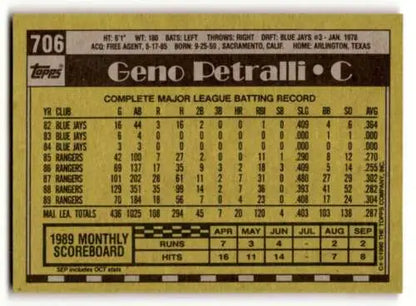 706
HT: 6'1" WT: 180 BATS: LEFT THROWS: RIGHT DRFT: BLUE JAYS #3-JAN. 1978
ACQ: FREE AGENT, 5-17-85 BORN: 9-25-59, SACRAMENTO, CALIF. HOME: ARLINGTON, TEXAS
Topps
Geno Petralli • C
COMPLETE MAJOR LEAGUE BATTING RECORD
YR CLUB G AB R H 2B 3B HR RBI SB SLG BB SO AVG
82 BLUE JAYS 16 44 3 16 2 0 0 1 0 .409 4 6 .364
83 BLUE JAYS 6 4 0 0 0 0 0 0 0 .000 1 1 .000
84 BLUE JAYS 3 3 0 0 0 0 0 0 0 .000 0 0 .000
85 RANGERS 42 100 7 27 2 0 0 11 1 .290 8 12 .270
86 RANGERS 69 137 17 35 9 3 2 18 3 .409 5 14 .255
87 RANGERS 101 202 28 61 11 2 7 31 0 .480 27 29 .302
88 RANGERS 129 351 35 99 14 2 7 36 0 .393 41 52 .282
89 RANGERS 70 184 18 56 7 0 4 23 0 .408 17 24 .304
MAJ. LEA. TOTALS 436 1025 108 294 45 7 20 120 4 .403 103 138 .287
1989 MONTHLY
SCOREBOARD
APR MAY JUN JUL AUG SEP
RUNS 7 3 4 - 2 2
HITS 16 11 14 - 7 8
SEP includes OCT stats